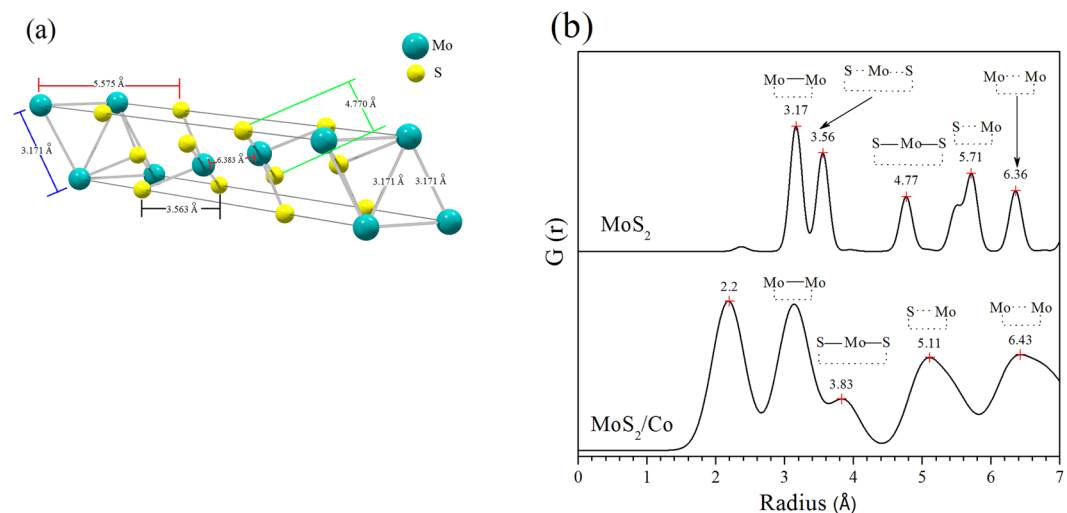 (a)
Mo
S
5.575 Å
3.171 Å
4.770 Å
6.383 Å
3.171 Å
3.171 Å
3.563 Å
(b)
Mo—Mo
3.17
S···Mo···S
3.56
S—Mo—S
4.77
S···Mo
5.71
Mo···Mo
6.36
MoS₂
G (r)
2.2
Mo—Mo
S—Mo—S
3.83
S···Mo
5.11
Mo···Mo
6.43
MoS₂/Co
0 1 2 3 4 5 6 7
Radius (Å)